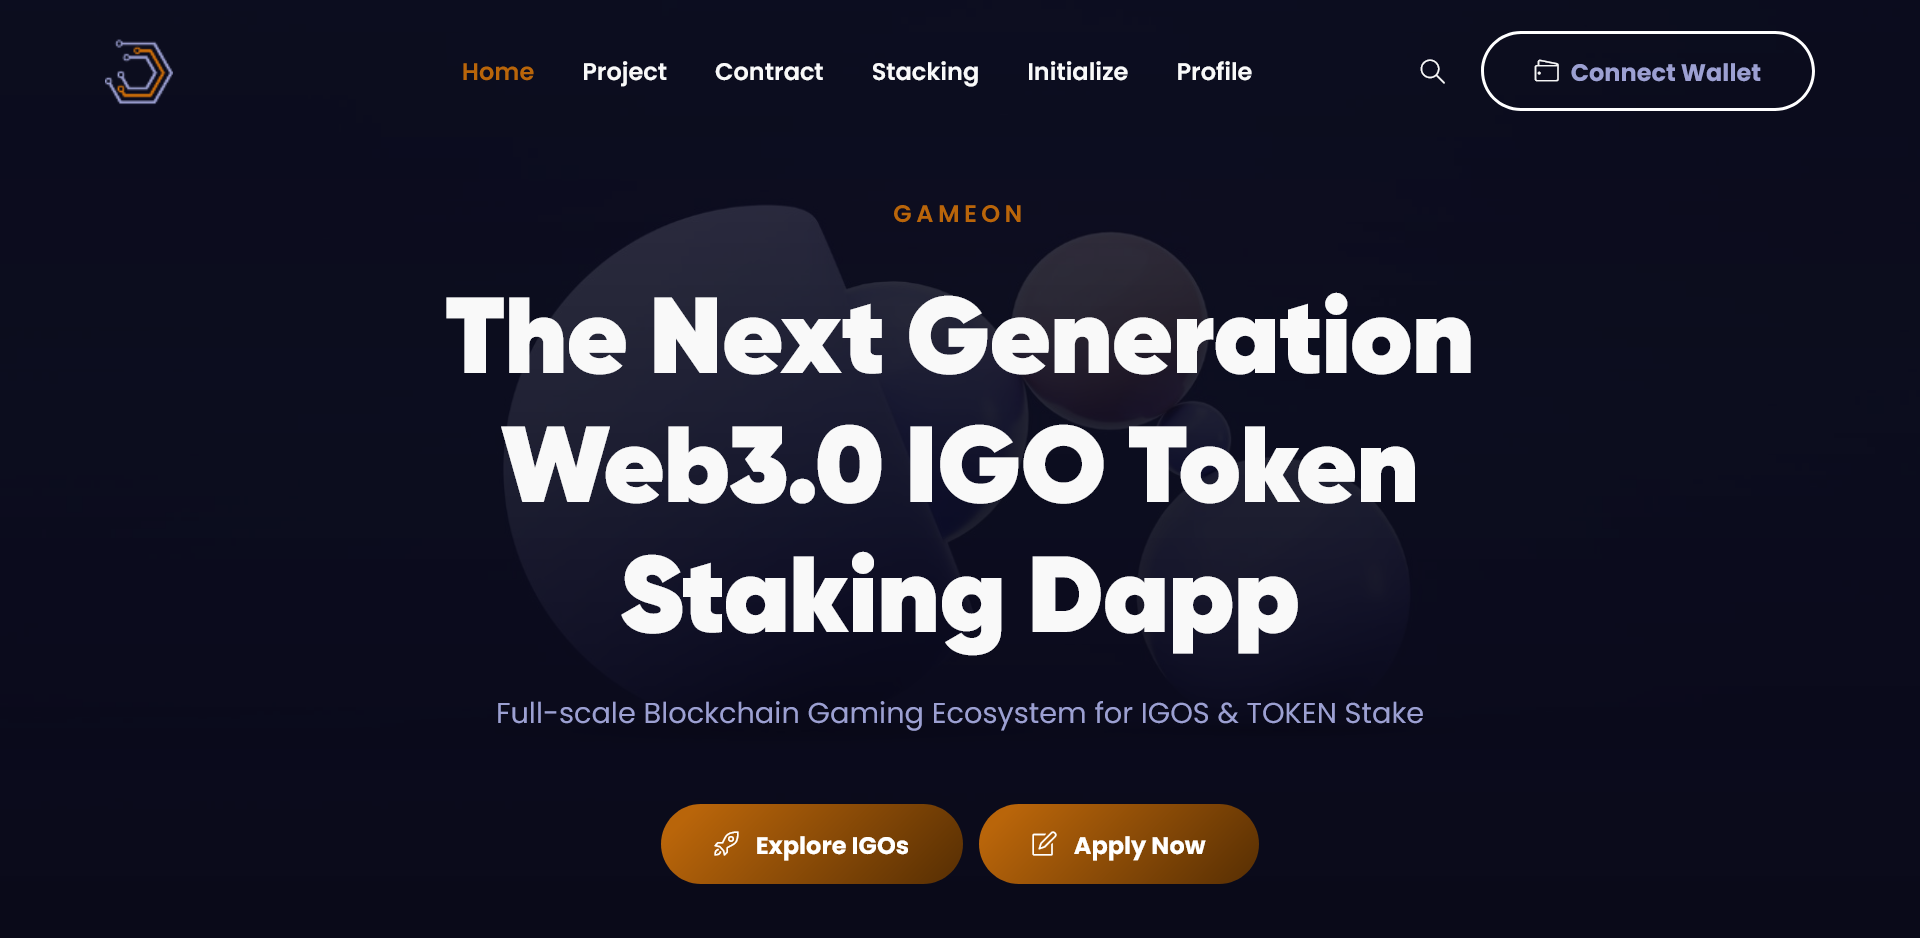 Home Project Contract Stacking Initialize Profile Connect Wallet
GAMEON
The Next Generation
Web3.0 IGO Token
Staking Dapp
Full-scale Blockchain Gaming Ecosystem for IGOS & TOKEN Stake
Explore IGOs Apply Now